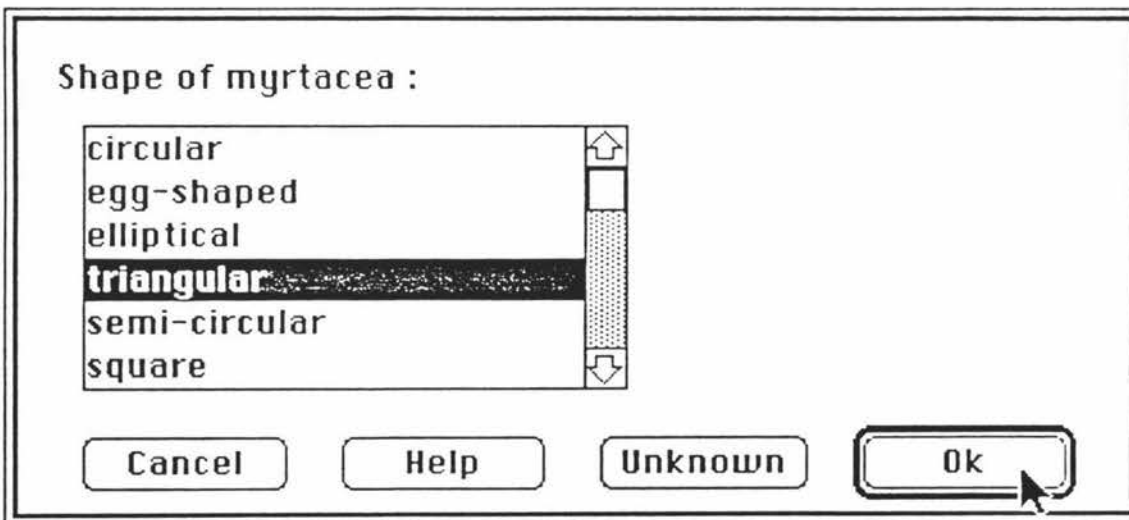 Shape of myrtacea :
circular
egg-shaped
elliptical
triangular
semi-circular
square
Cancel Help Unknown Ok